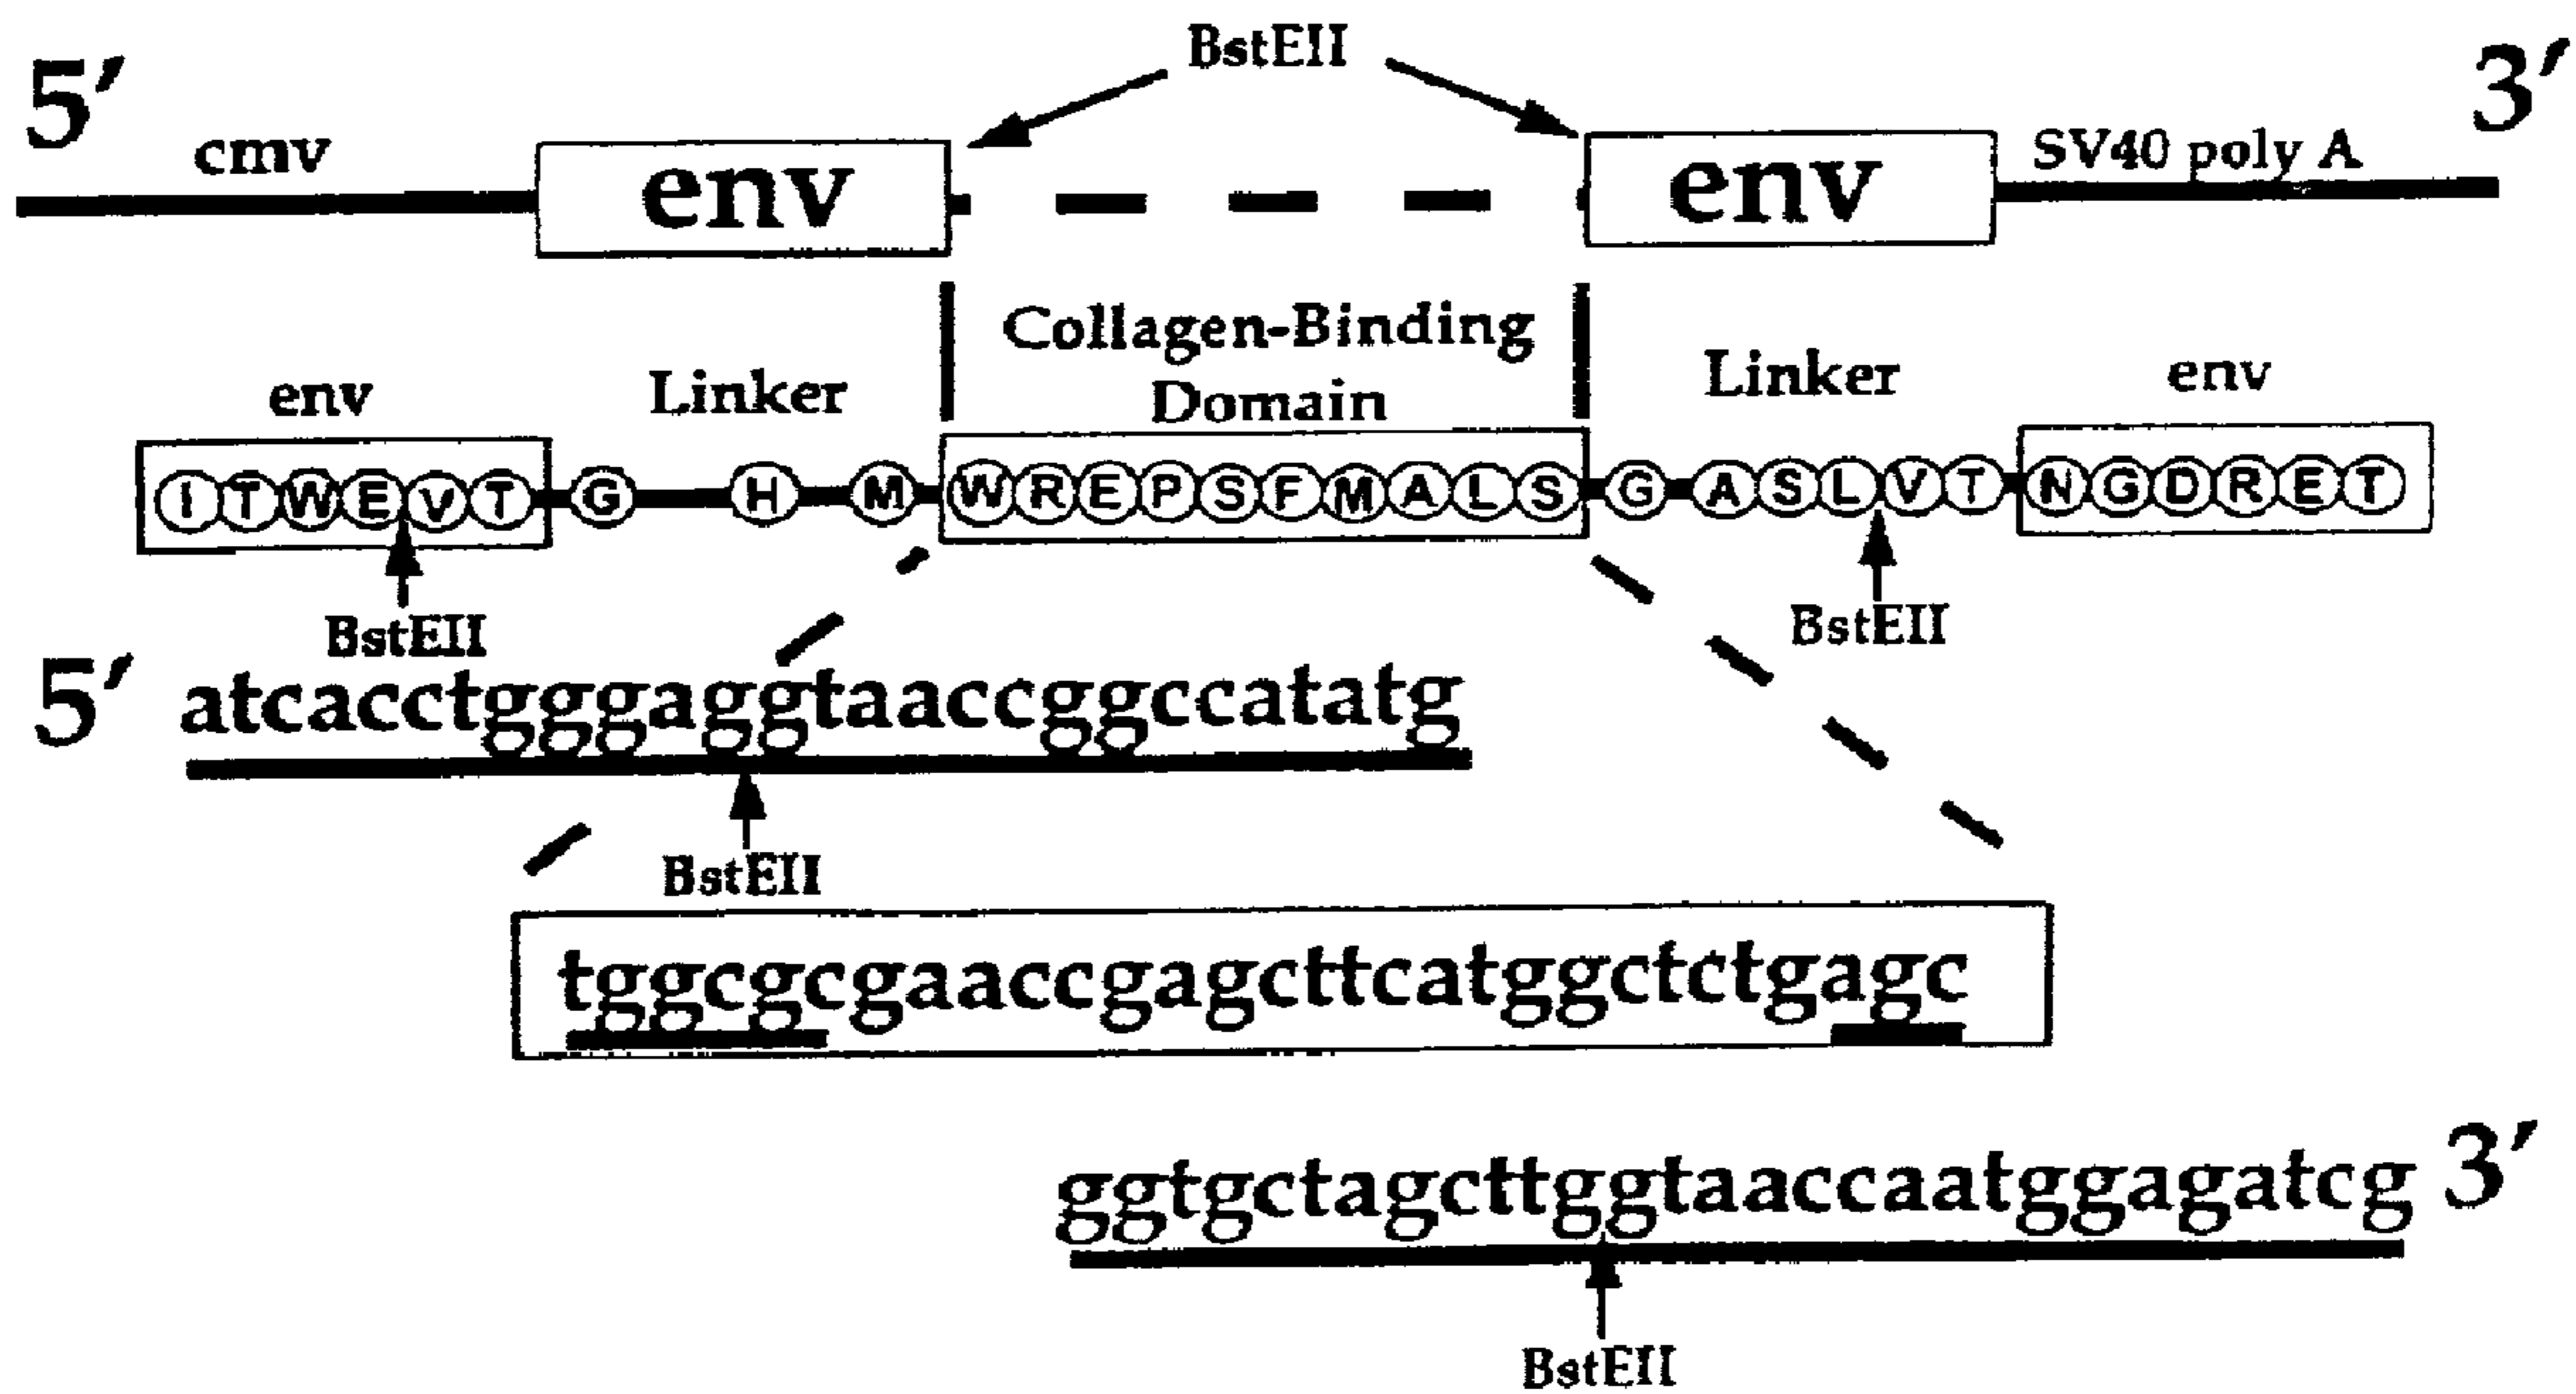 BstEII
5′ 3′
cmv env env SV40 poly A
Collagen-Binding
Domain
env Linker Linker env
I T W E V T G H M W R E P S F M A L S G A S L V T N G D R E T
BstEII BstEII
5′ atcacctgggaggtaaccggccatatg
BstEII
tggcgcgaaccgagcttcatggctctgagc
ggtgctagcttggtaaccaatggagatcg 3′
BstEII